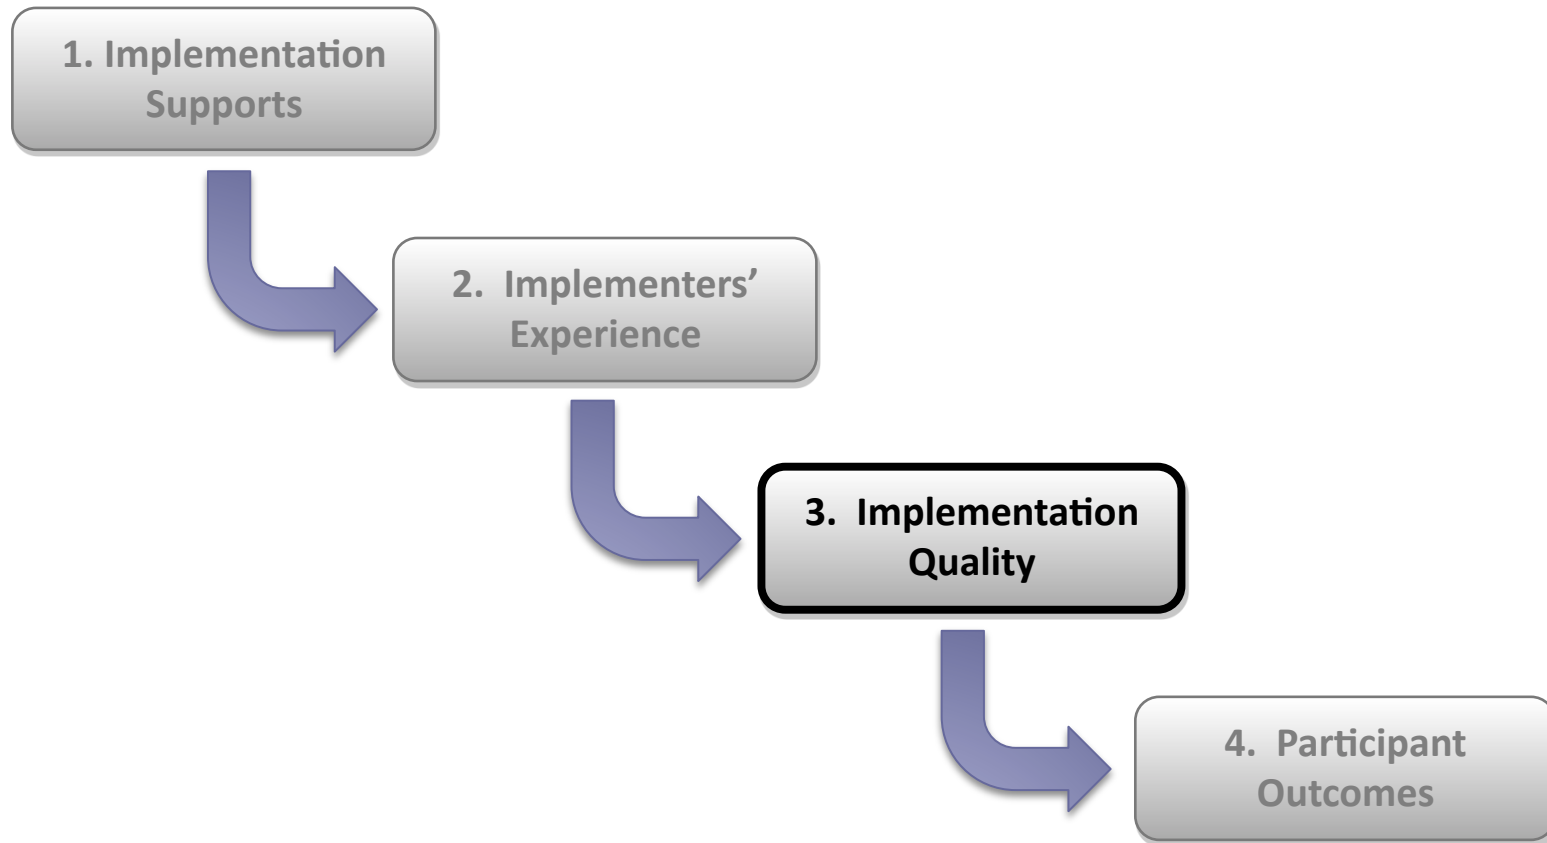 1. Implementation
Supports
2. Implementers’
Experience
3. Implementation
Quality
4. Participant
Outcomes